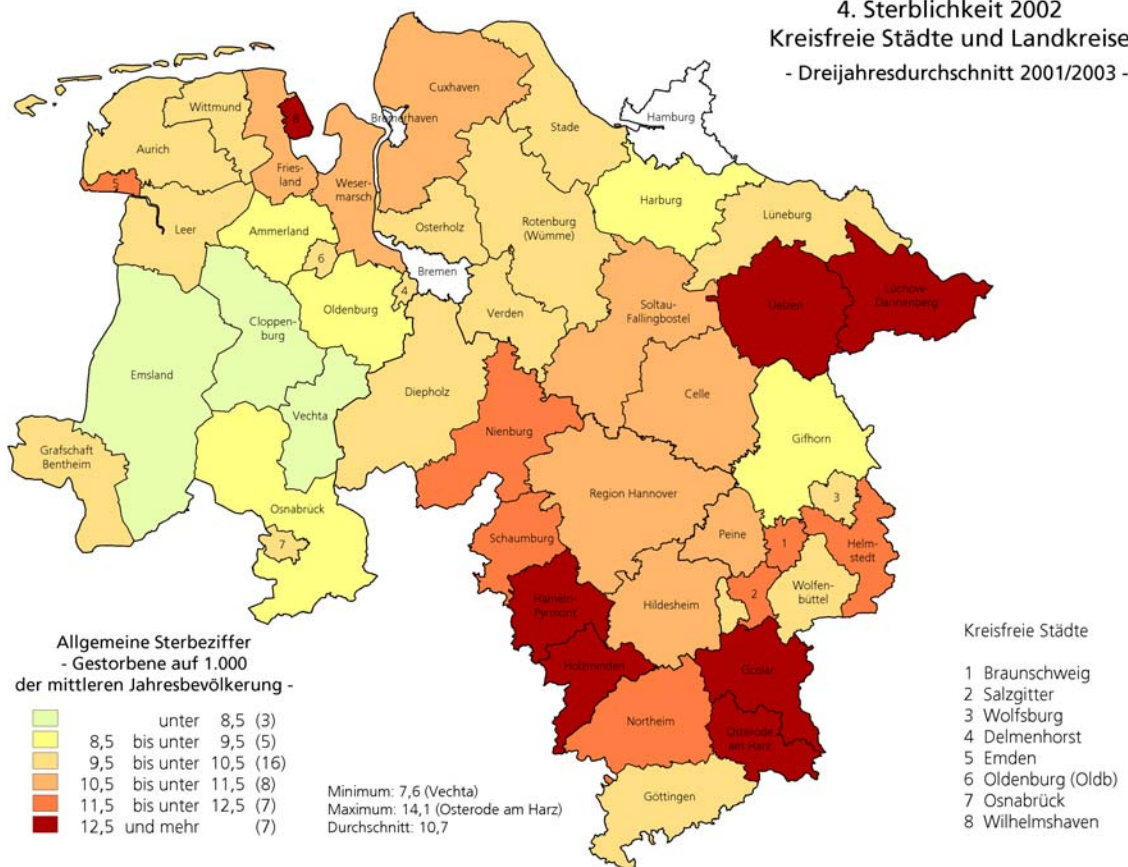 4. Sterblichkeit 2002
Kreisfreie Städte und Landkreise
- Dreijahresdurchschnitt 2001/2003 -
Cuxhaven
Wittmund
Bremerhaven
Hamburg
8
Stade
Aurich
5
Fries-
land
Weser-
marsch
Harburg
Leer
Ammerland
Osterholz
Rotenburg
(Wümme)
Lüneburg
6
Bremen
4
Lüchow-
Dannenberg
Uelzen
Oldenburg
Verden
Soltau-
Fallingbostel
Cloppen-
burg
Emsland
Diepholz
Celle
Vechta
Gifhorn
Nienburg
Grafschaft
Bentheim
Region Hannover
3
Osnabrück
7
Schaumburg
Peine
1
Helm-
stedt
Hameln-
Pyrmont
Hildesheim
2
Wolfen-
büttel
Holzminden
Goslar
Northeim
Osterode
am Harz
Göttingen
Allgemeine Sterbeziffer
- Gestorbene auf 1.000
der mittleren Jahresbevölkerung -
unter 8,5 (3)
8,5 bis unter 9,5 (5)
9,5 bis unter 10,5 (16)
10,5 bis unter 11,5 (8)
11,5 bis unter 12,5 (7)
12,5 und mehr (7)
Minimum: 7,6 (Vechta)
Maximum: 14,1 (Osterode am Harz)
Durchschnitt: 10,7
Kreisfreie Städte
1 Braunschweig
2 Salzgitter
3 Wolfsburg
4 Delmenhorst
5 Emden
6 Oldenburg (Oldb)
7 Osnabrück
8 Wilhelmshaven